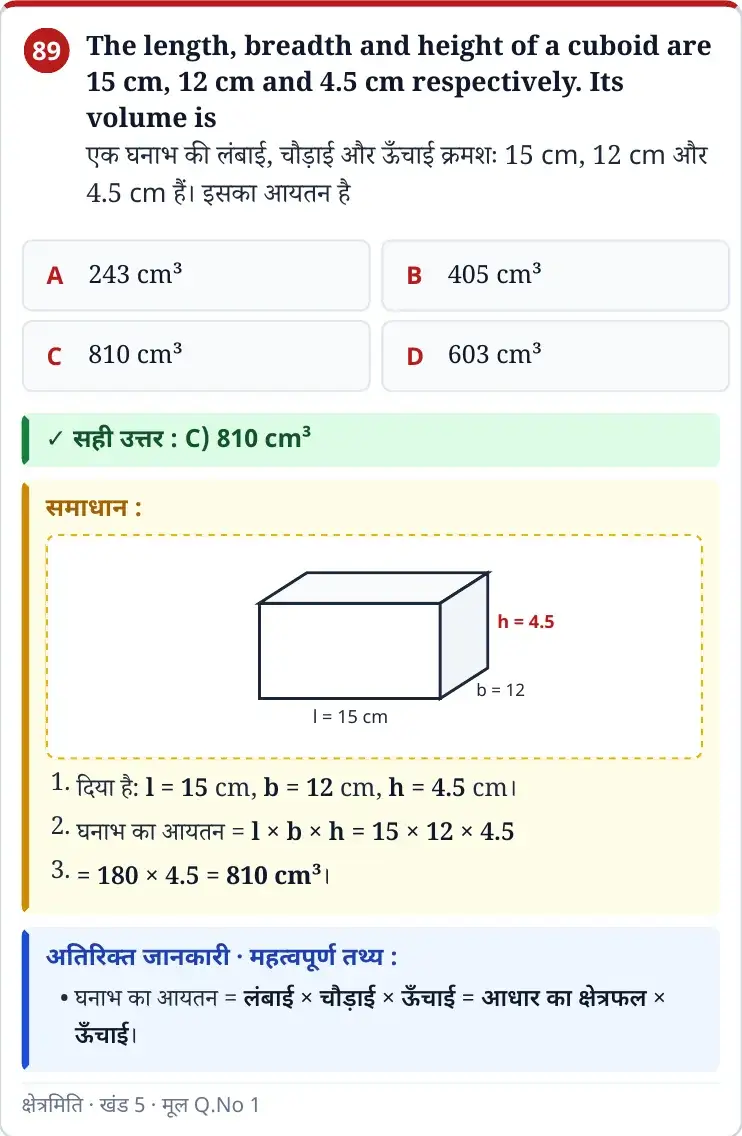 89
The length, breadth and height of a cuboid are
15 cm, 12 cm and 4.5 cm respectively. Its
volume is
एक घनाभ की लंबाई, चौड़ाई और ऊँचाई क्रमशः 15 cm, 12 cm और
4.5 cm हैं। इसका आयतन है
A 243 cm³
B 405 cm³
C 810 cm³
D 603 cm³
✓ सही उत्तर : C) 810 cm³
समाधान :
h = 4.5
b = 12
l = 15 cm
1. दिया है: l = 15 cm, b = 12 cm, h = 4.5 cm।
2. घनाभ का आयतन = l × b × h = 15 × 12 × 4.5
3. = 180 × 4.5 = 810 cm³।
अतिरिक्त जानकारी · महत्वपूर्ण तथ्य :
• घनाभ का आयतन = लंबाई × चौड़ाई × ऊँचाई = आधार का क्षेत्रफल ×
ऊँचाई।
क्षेत्रमिति · खंड 5 · मूल Q.No 1